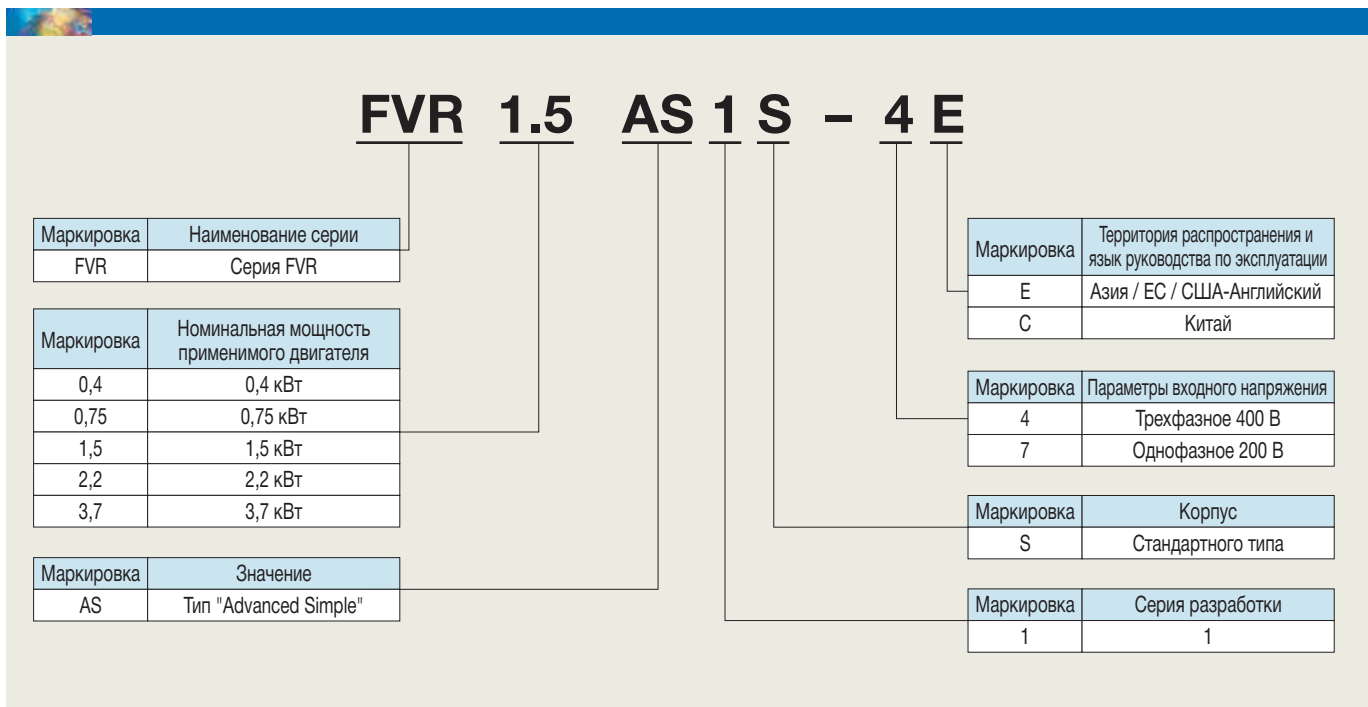 FVR 1.5 AS 1 S – 4 E
Маркировка Наименование серии
FVR Серия FVR
Маркировка Номинальная мощность
применимого двигателя
0,4 0,4 кВт
0,75 0,75 кВт
1,5 1,5 кВт
2,2 2,2 кВт
3,7 3,7 кВт
Маркировка Значение
AS Тип "Advanced Simple"
Маркировка Территория распространения и
язык руководства по эксплуатации
E Азия / ЕС / США-Английский
C Китай
Маркировка Параметры входного напряжения
4 Трехфазное 400 В
7 Однофазное 200 В
Маркировка Корпус
S Стандартного типа
Маркировка Серия разработки
1 1